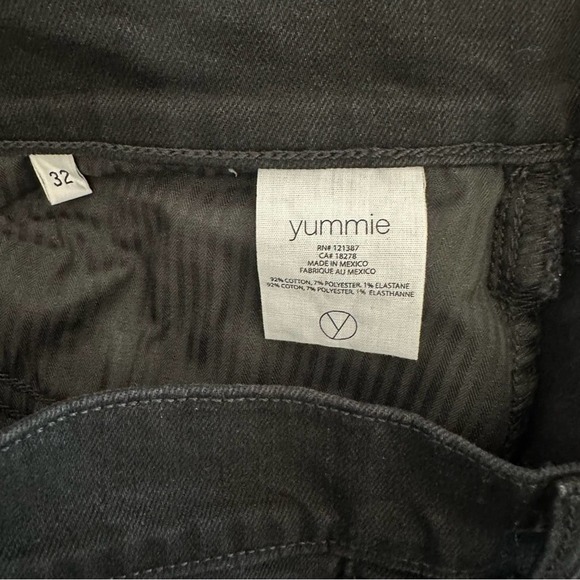 32
yummie
RN# 121387
CA# 18278
MADE IN MEXICO
FABRIQUE AU MEXICO
92% COTTON, 7% POLYESTER, 1% ELASTANE
92% COTON, 7% POLYESTER, 1% ELASTHANNE
y